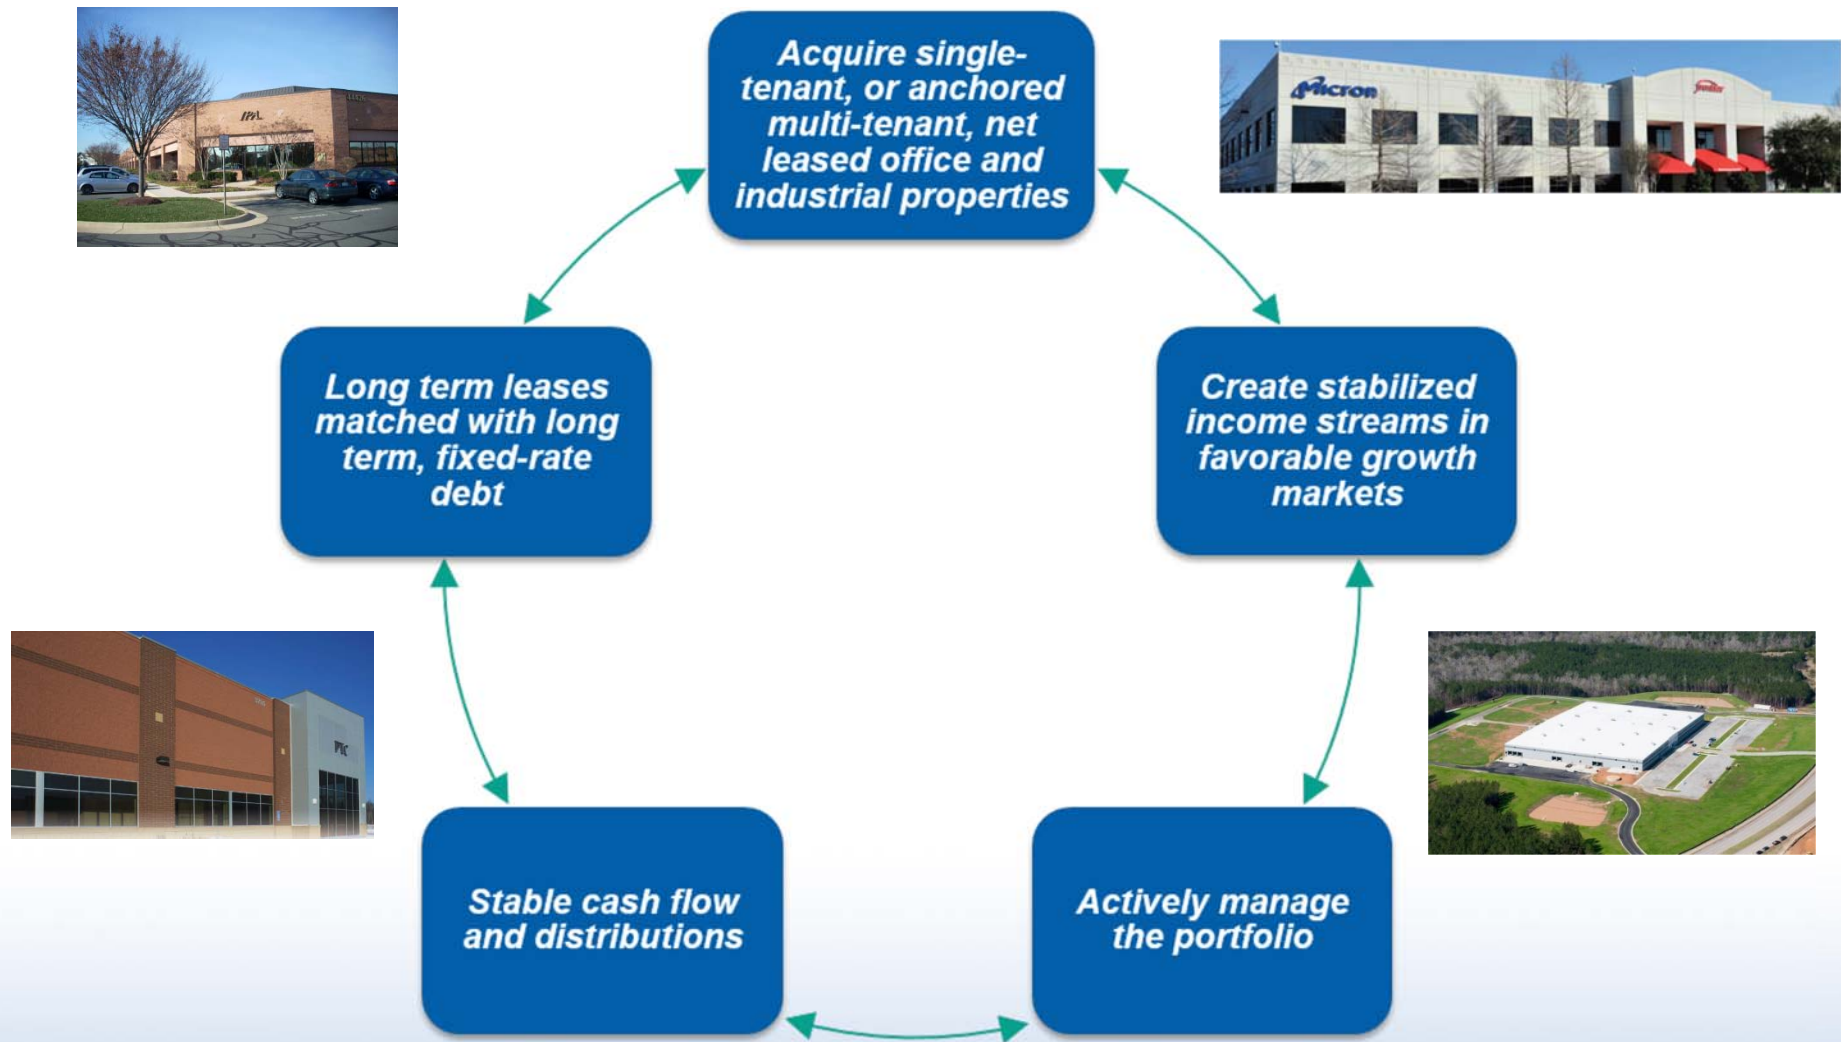 Acquire single-
tenant, or anchored
multi-tenant, net
leased office and
industrial properties
Micron
Long term leases
matched with long
term, fixed-rate
debt
Create stabilized
income streams in
favorable growth
markets
Stable cash flow
and distributions
Actively manage
the portfolio